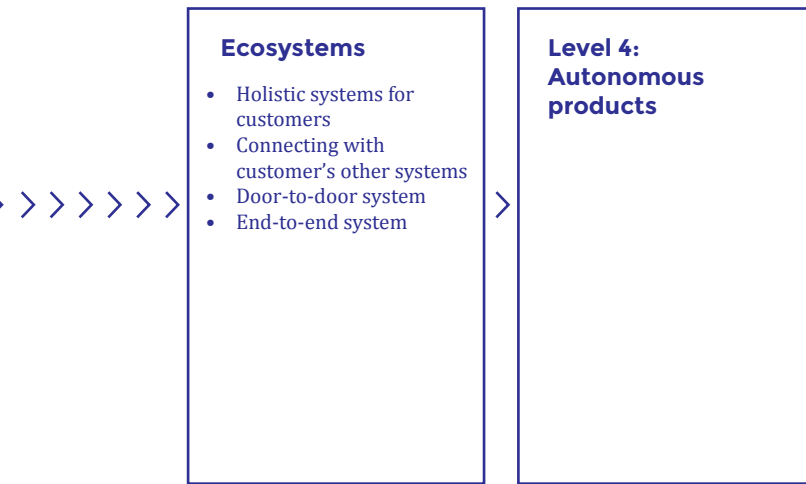 Ecosystems
• Holistic systems for
customers
• Connecting with
customer’s other systems
• Door-to-door system
• End-to-end system
Level 4:
Autonomous
products